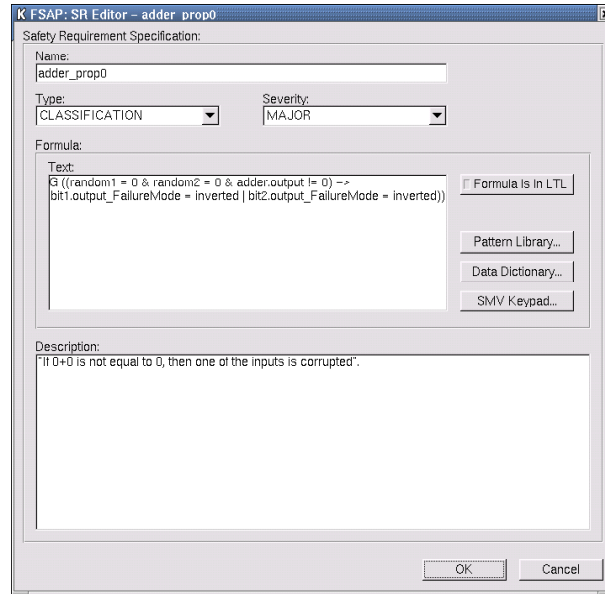 FSAP: SR Editor - adder_prop0
Safety Requirement Specification:
Name:
adder_prop0
Type:
Severity:
CLASSIFICATION
MAJOR
Formula:
Text:
G ((random1 = 0 & random2 = 0 & adder.output != 0) ->
bit1.output_FailureMode = inverted | bit2.output_FailureMode = inverted))
Formula Is In LTL
Pattern Library...
Data Dictionary...
SMV Keypad...
Description:
"If 0+0 is not equal to 0, then one of the inputs is corrupted".
OK
Cancel